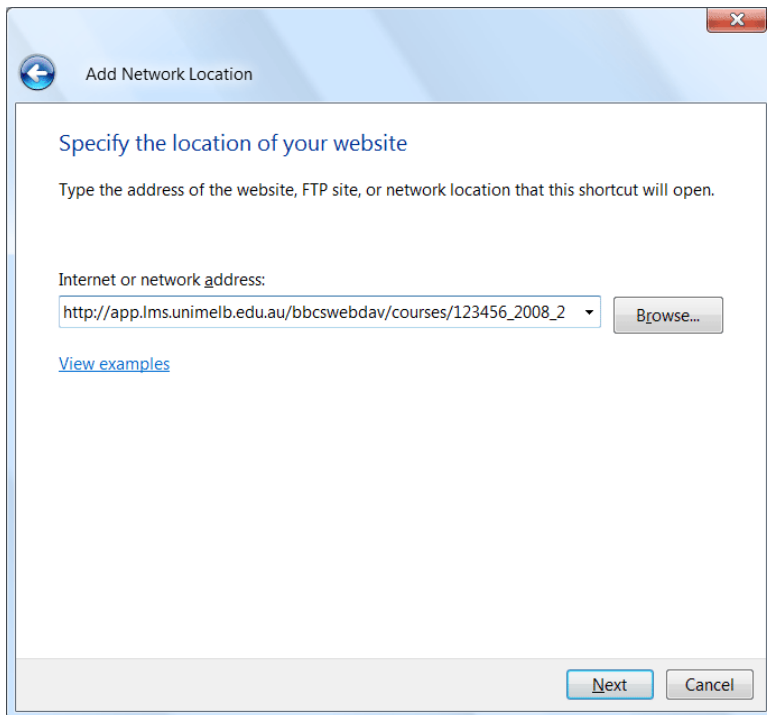 Add Network Location
Specify the location of your website
Type the address of the website, FTP site, or network location that this shortcut will open.
Internet or network address:
http://app.lms.unimelb.edu.au/bbcswebdav/courses/123456_2008_2
Browse...
View examples
Next
Cancel